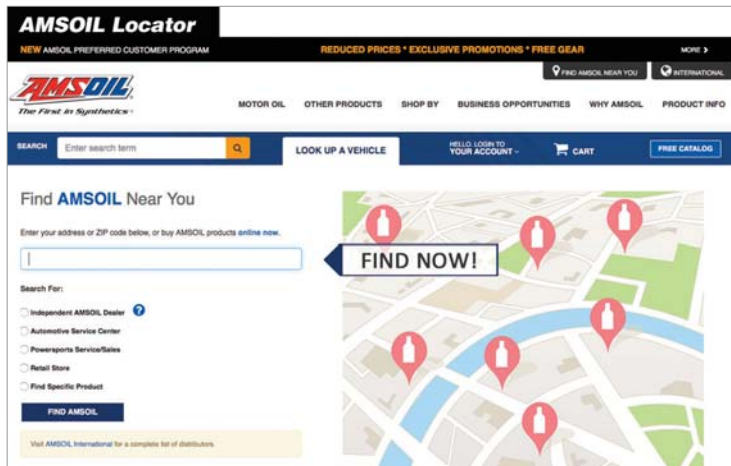 AMSOIL Locator
NEW AMSOIL PREFERRED CUSTOMER PROGRAM
REDUCED PRICES * EXCLUSIVE PROMOTIONS * FREE GEAR
MORE
FIND AMSOIL NEAR YOU
INTERNATIONAL
AMSOIL
The First in Synthetics
MOTOR OIL
OTHER PRODUCTS
SHOP BY
BUSINESS OPPORTUNITIES
WHY AMSOIL
PRODUCT INFO
SEARCH
Enter search term
LOOK UP A VEHICLE
HELLO, LOGIN TO
YOUR ACCOUNT
CART
FREE CATALOG
Find AMSOIL Near You
Enter your address or ZIP code below, or buy AMSOIL products online now.
FIND NOW!
Search For:
Independent AMSOIL Dealer ?
Automotive Service Center
Powersports Service/Sales
Retail Store
Find Specific Product
FIND AMSOIL
Visit AMSOIL International for a complete list of distributors.